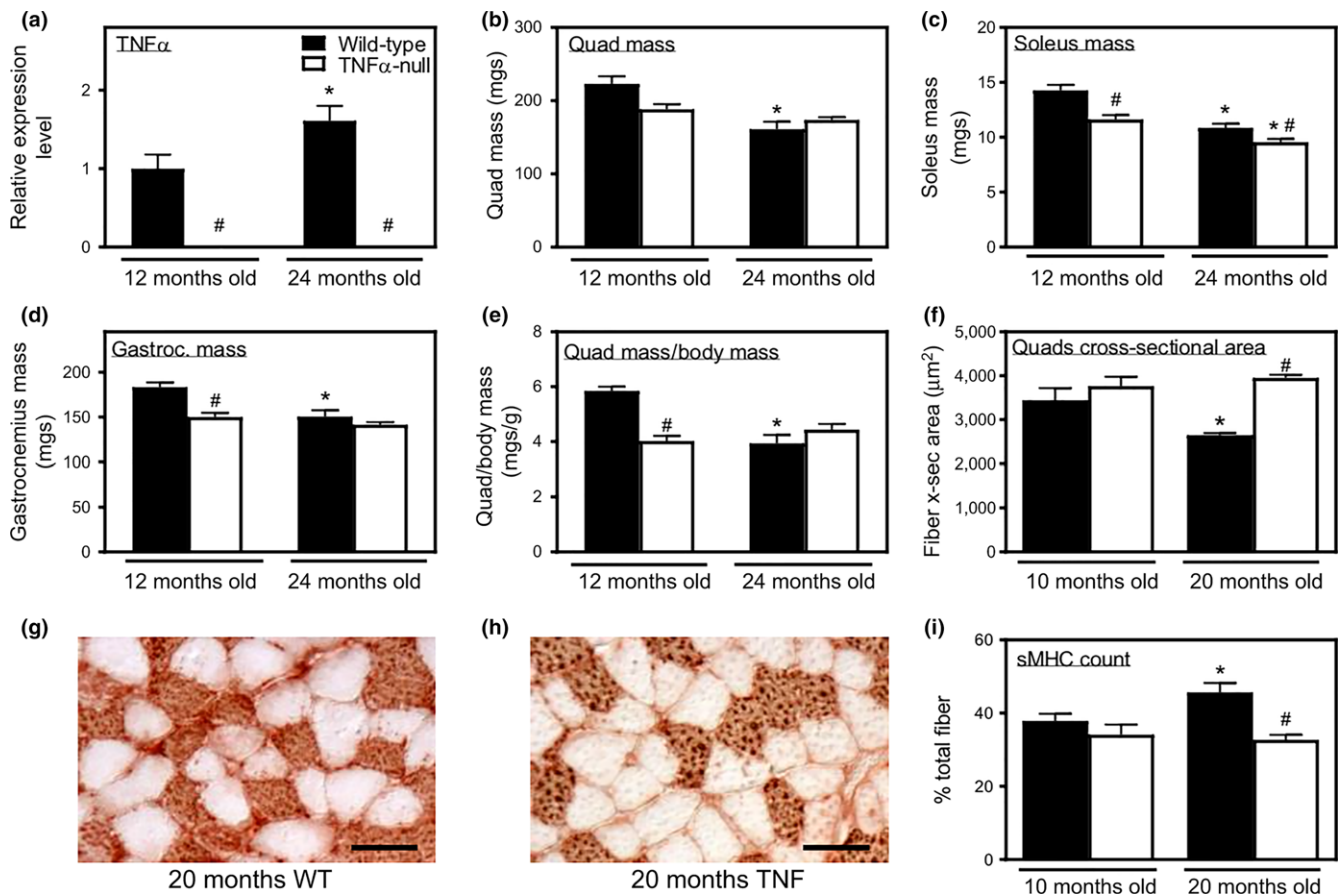 (a)
TNFα
Wild-type
TNFα-null
Relative expression
level
2
1
0
*
#
#
12 months old
24 months old
(b)
Quad mass
Quad mass (mgs)
300
200
100
0
*
12 months old
24 months old
(c)
Soleus mass
Soleus mass
(mgs)
20
15
10
5
0
#
*
* #
12 months old
24 months old
(d)
Gastroc. mass
Gastrocnemius mass
(mgs)
200
150
100
50
0
#
*
12 months old
24 months old
(e)
Quad mass/body mass
Quad/body mass
(mgs/g)
8
6
4
2
0
#
*
12 months old
24 months old
(f)
Quads cross-sectional area
Fiber x-sec area (μm²)
5,000
4,000
3,000
2,000
1,000
0
*
#
10 months old
20 months old
(g)
20 months WT
(h)
20 months TNF
(i)
sMHC count
% total fiber
60
40
20
0
*
#
10 months old
20 months old